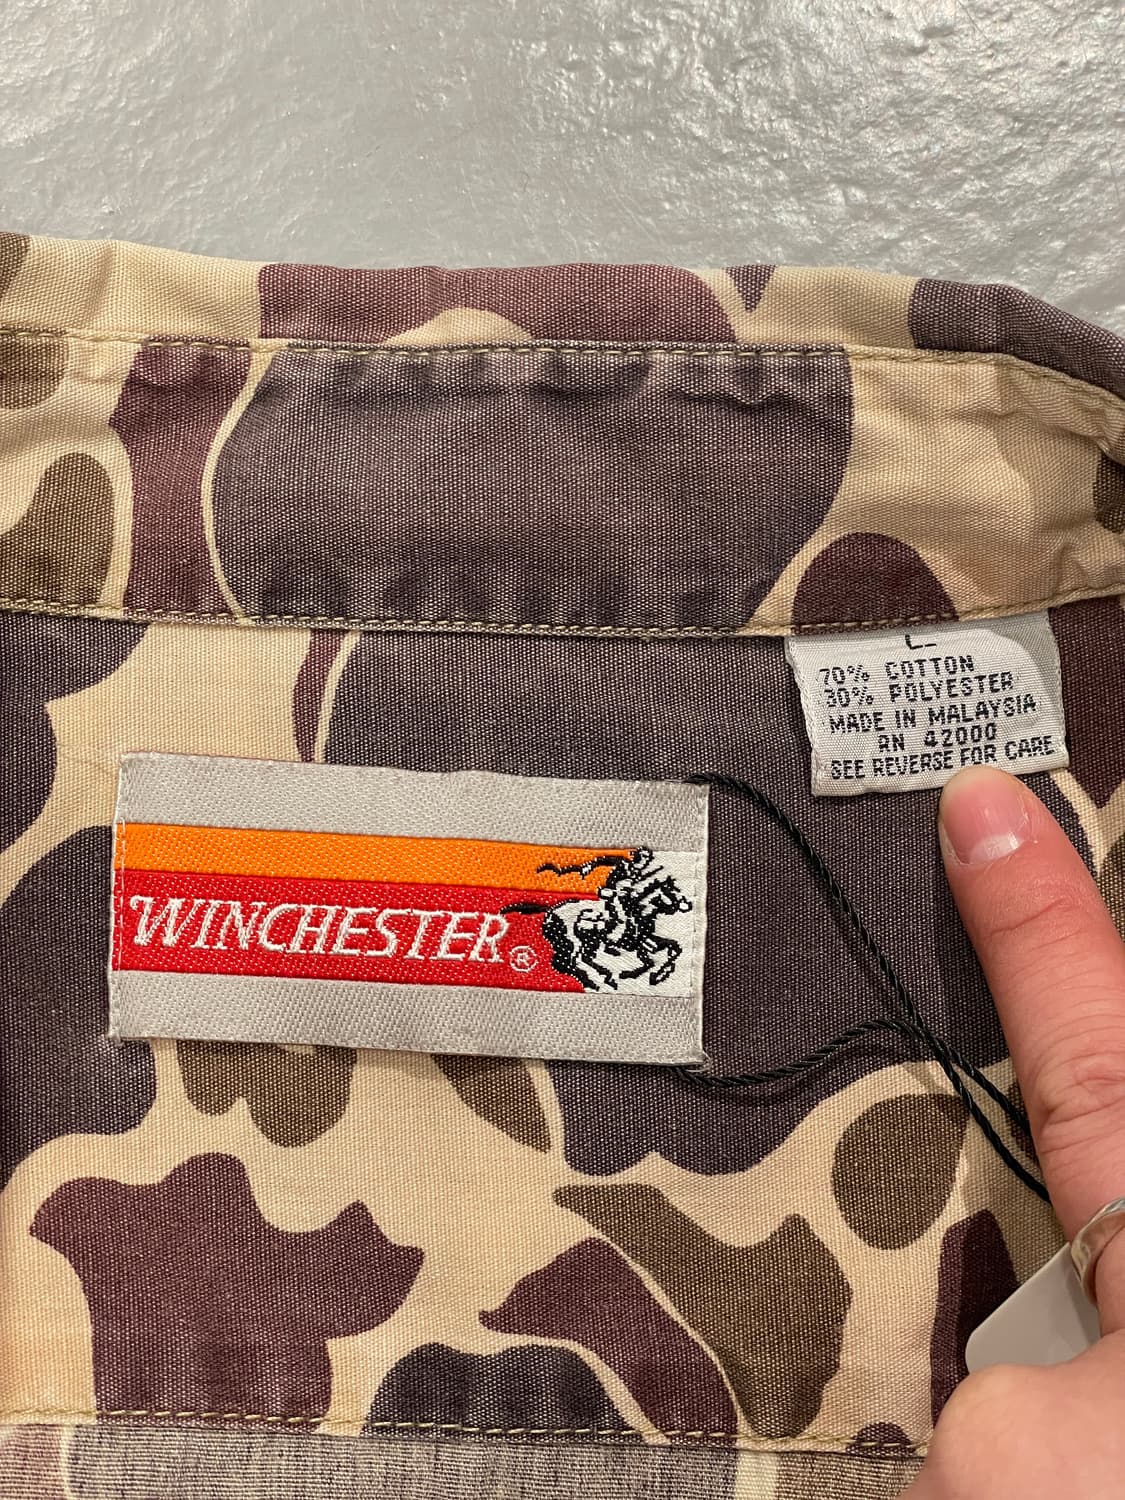 L
70% COTTON
30% POLYESTER
MADE IN MALAYSIA
RN 42000
SEE REVERSE FOR CARE
WINCHESTER®